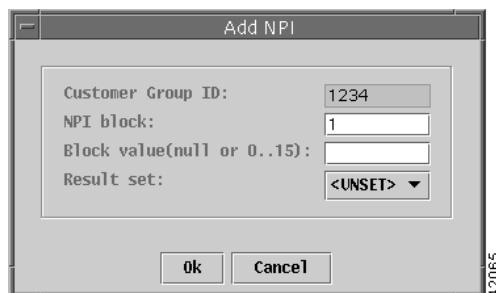 Add NPI
Customer Group ID: 1234
NPI block: 1
Block value(null or 0..15):
Result set: <UNSET>
Ok Cancel